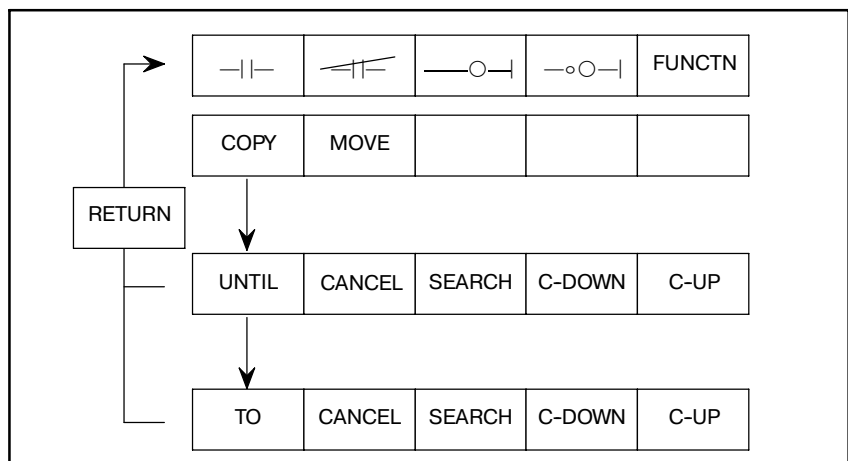 FUNCTN
COPY MOVE
RETURN
UNTIL CANCEL SEARCH C-DOWN C-UP
TO CANCEL SEARCH C-DOWN C-UP